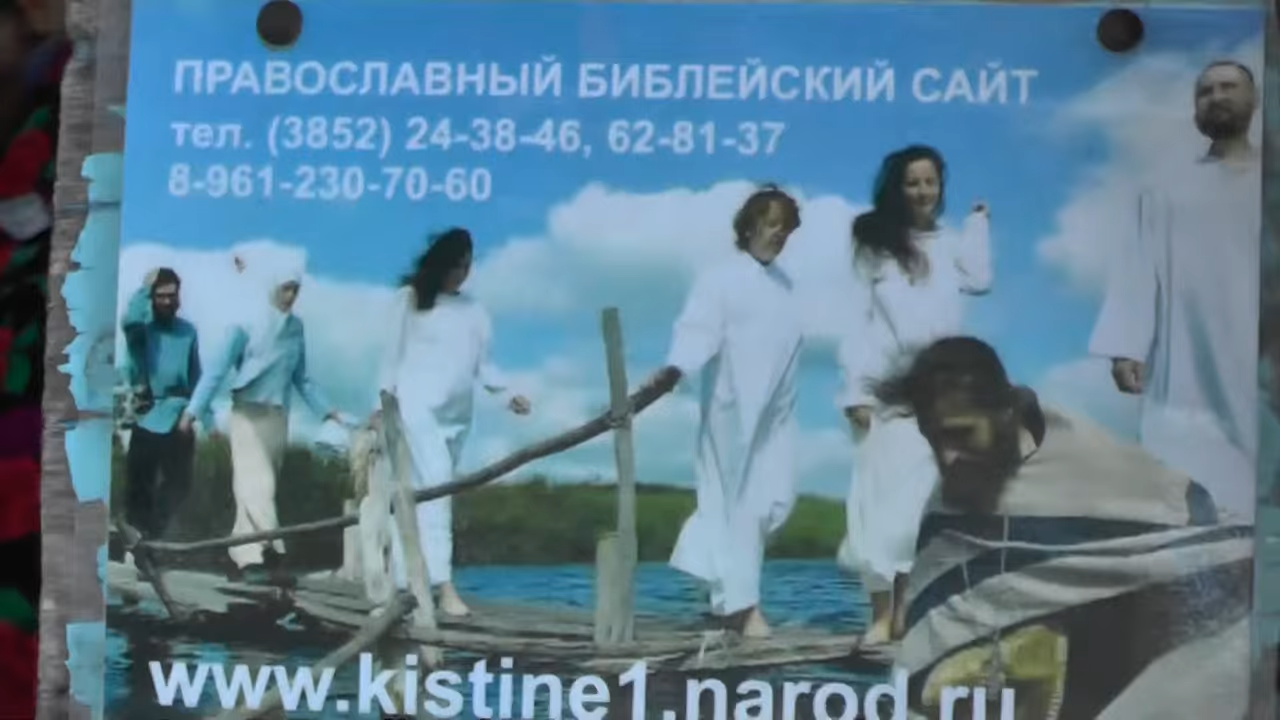 ПРАВОСЛАВНЫЙ БИБЛЕЙСКИЙ САЙТ
тел. (3852) 24-38-46, 62-81-37
8-961-230-70-60
www.kistine1.narod.ru